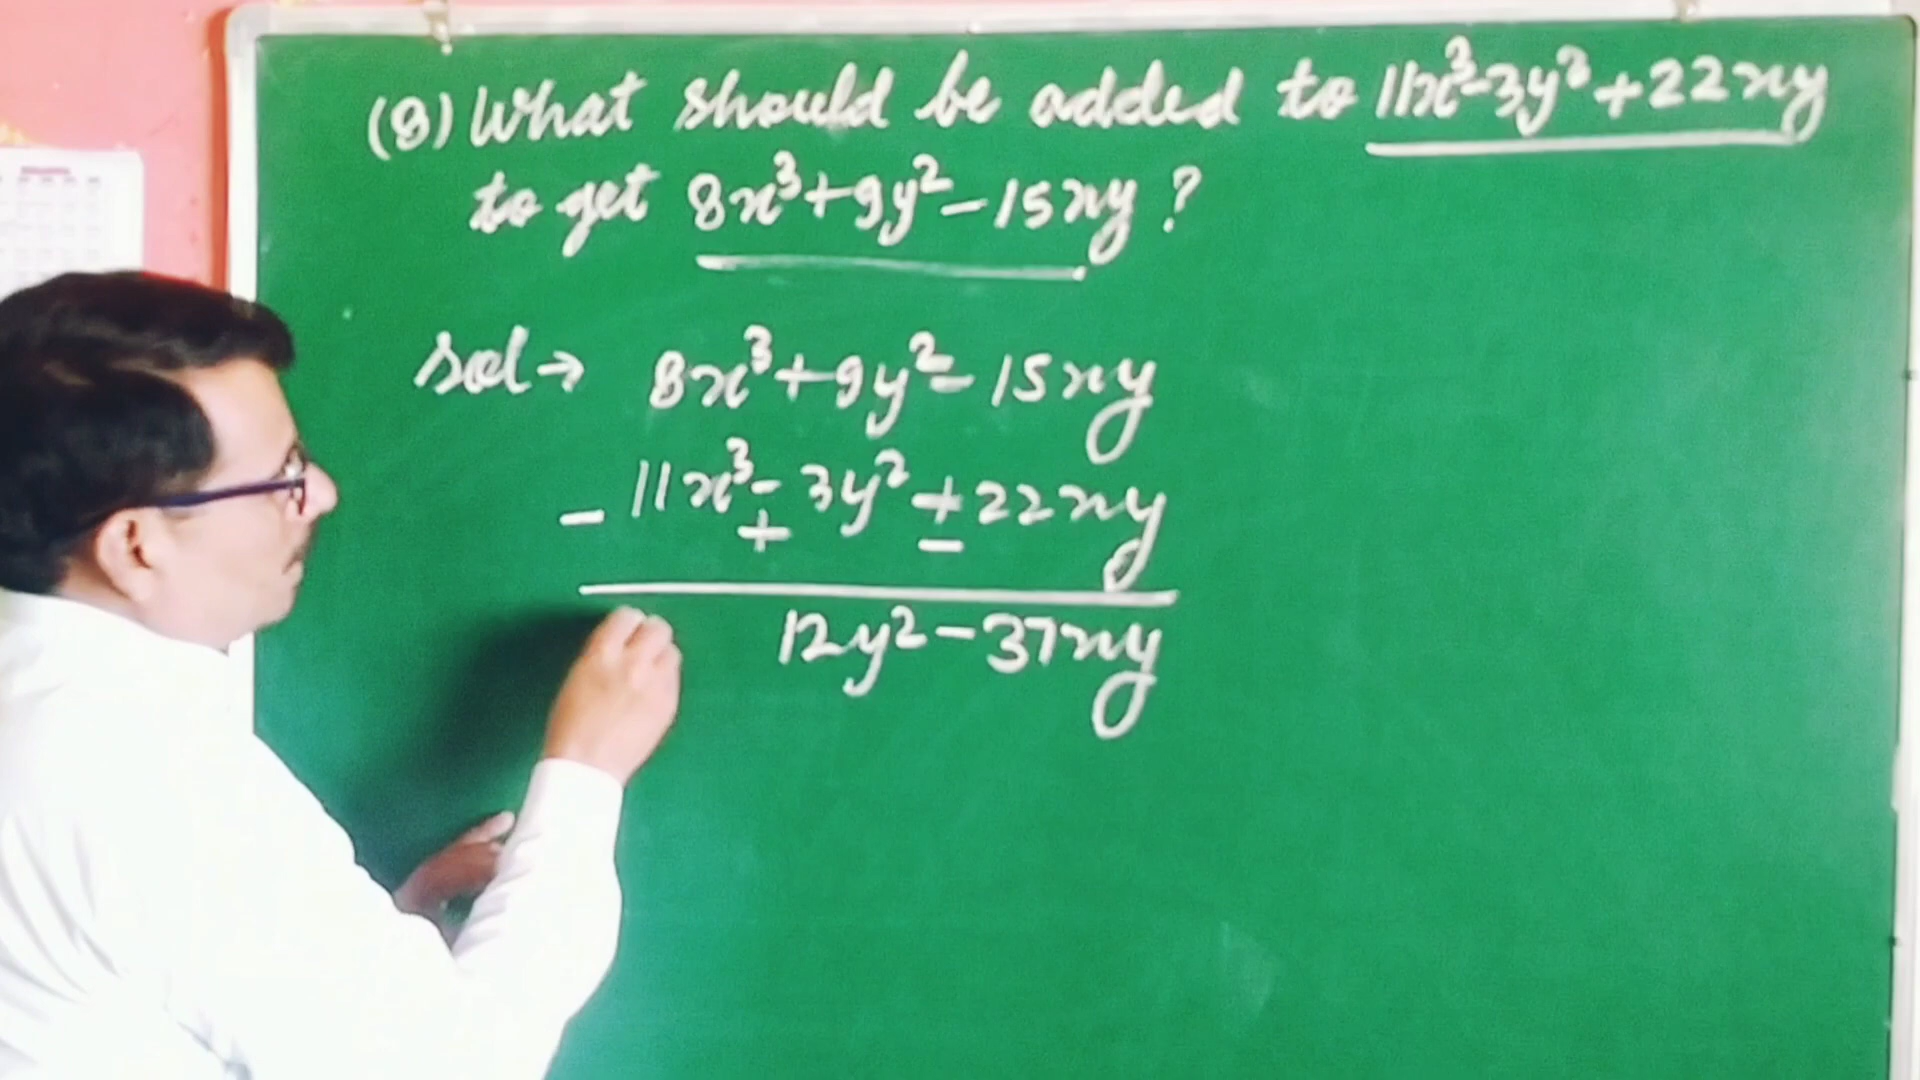 (8) What should be added to 11x³-3y²+22xy
to get 8x³+9y²-15xy?
Sol→ 8x³+9y²-15xy
- 11x³-3y²+22xy
+ -
12y²-37xy